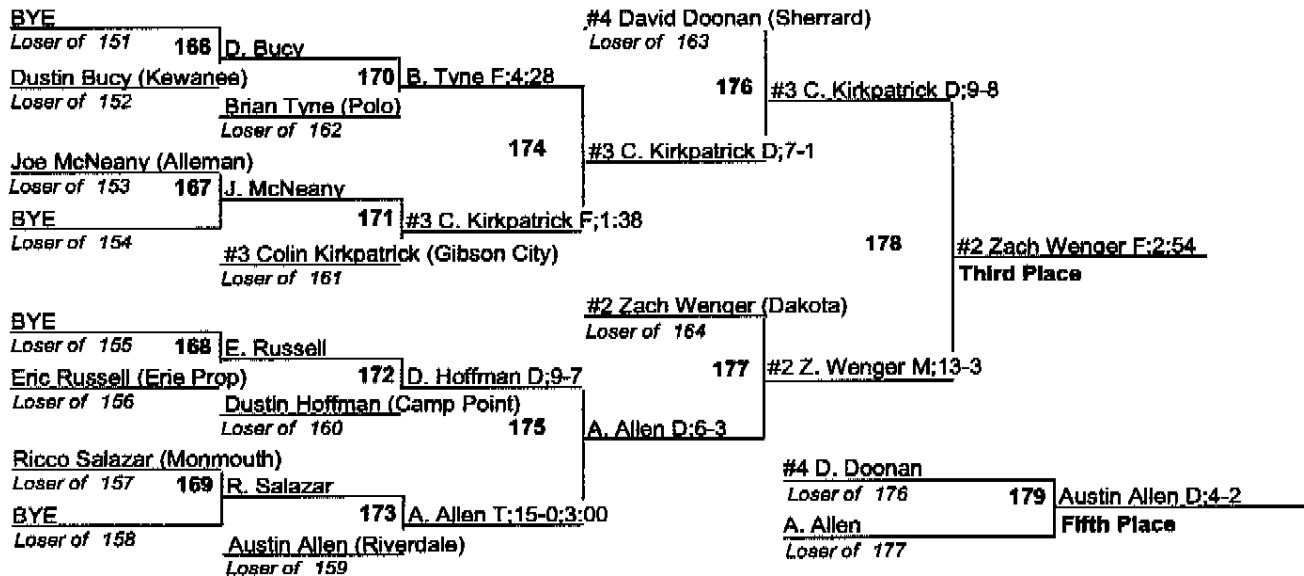 BYE
Loser of 151
166
D. Bucy
Dustin Bucy (Kewanee)
Loser of 152
170
B. Tyne F;4:28
Brian Tyne (Polo)
Loser of 162
Joe McNeany (Alleman)
Loser of 153
167
J. McNeany
BYE
Loser of 154
171
#3 C. Kirkpatrick F;1:38
#3 Colin Kirkpatrick (Gibson City)
Loser of 161
174
#3 C. Kirkpatrick D;7-1
#4 David Doonan (Sherrard)
Loser of 163
176
#3 C. Kirkpatrick D;9-8
BYE
Loser of 155
168
E. Russell
Eric Russell (Erie Prop)
Loser of 156
172
D. Hoffman D;9-7
Dustin Hoffman (Camp Point)
Loser of 160
Ricco Salazar (Monmouth)
Loser of 157
169
R. Salazar
BYE
Loser of 158
173
A. Allen T;15-0;3:00
Austin Allen (Riverdale)
Loser of 159
175
A. Allen D;6-3
#2 Zach Wenger (Dakota)
Loser of 164
177
#2 Z. Wenger M;13-3
178
#2 Zach Wenger F;2:54
Third Place
#4 D. Doonan
Loser of 176
179
Austin Allen D;4-2
Fifth Place
A. Allen
Loser of 177